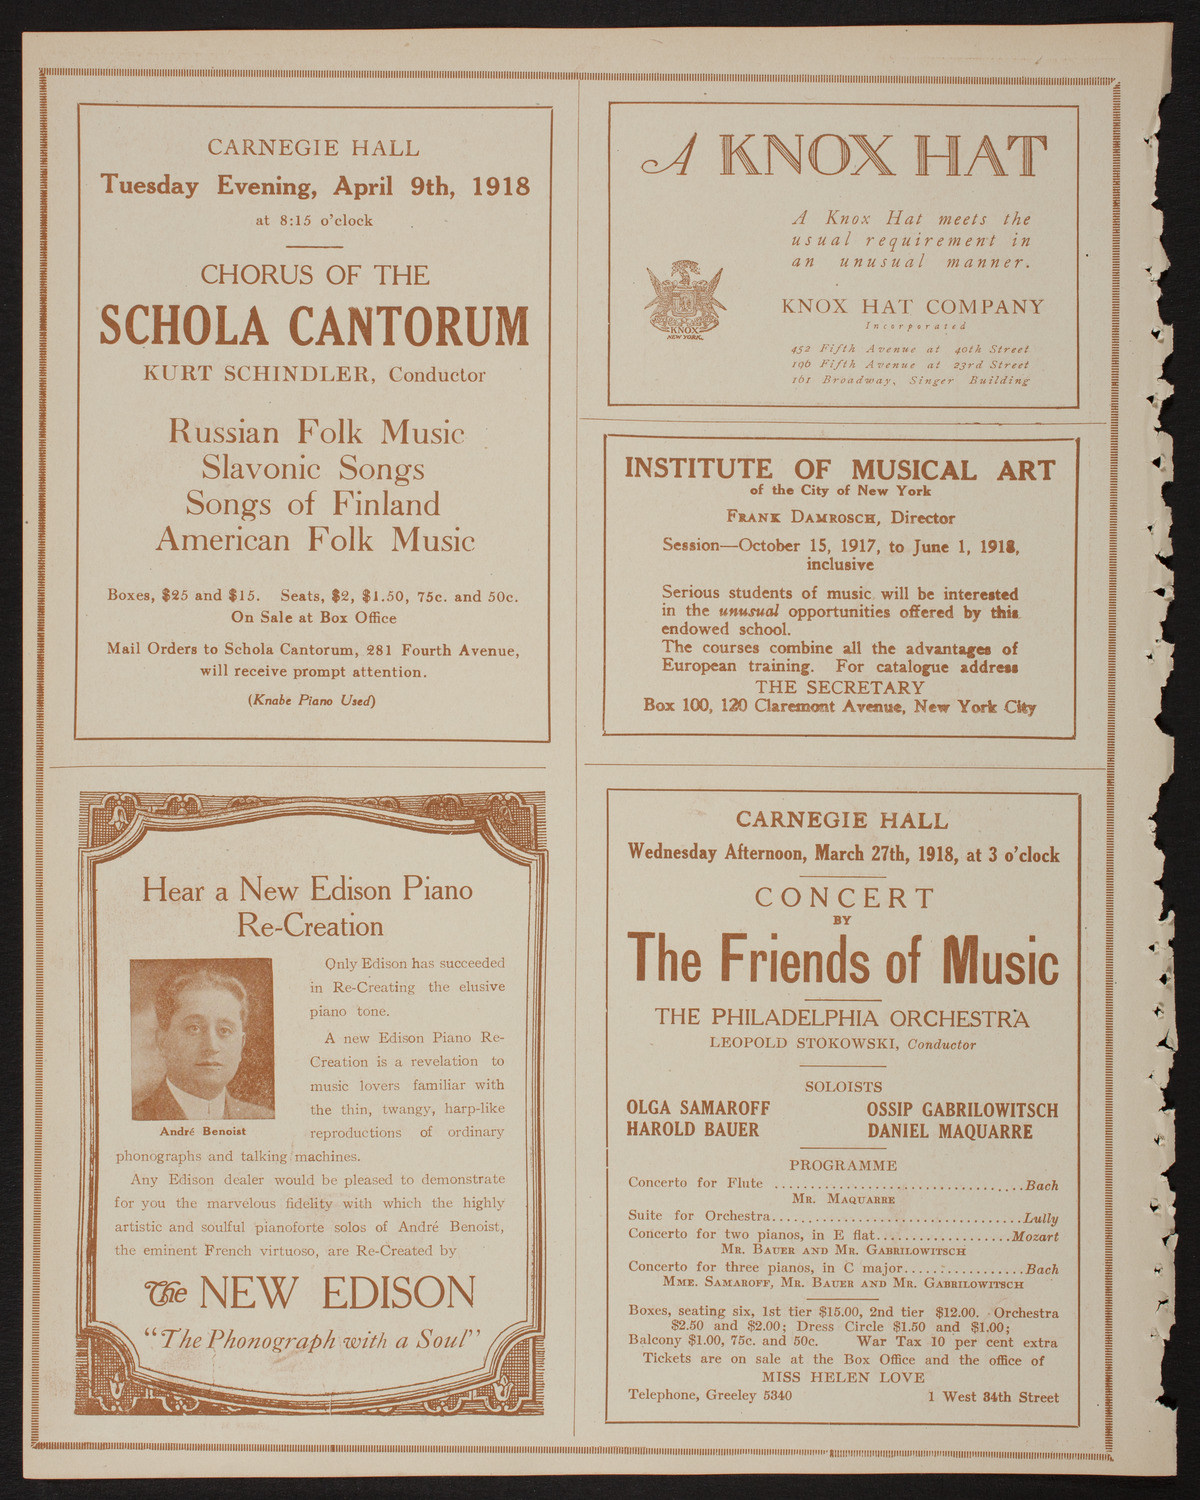 CARNEGIE HALL
Tuesday Evening, April 9th, 1918
at 8:15 o'clock
CHORUS OF THE
SCHOLA CANTORUM
KURT SCHINDLER, Conductor
Russian Folk Music
Slavonic Songs
Songs of Finland
American Folk Music
Boxes, $25 and $15. Seats, $2, $1.50, 75c. and 50c.
On Sale at Box Office
Mail Orders to Schola Cantorum, 281 Fourth Avenue,
will receive prompt attention.
(Knabe Piano Used)
Hear a New Edison Piano
Re-Creation
Only Edison has succeeded
in Re-Creating the elusive
piano tone.
A new Edison Piano Re-
Creation is a revelation to
music lovers familiar with
the thin, twangy, harp-like
André Benoist
reproductions of ordinary
phonographs and talking machines.
Any Edison dealer would be pleased to demonstrate
for you the marvelous fidelity with which the highly
artistic and soulful pianoforte solos of André Benoist,
the eminent French virtuoso, are Re-Created by
The NEW EDISON
"The Phonograph with a Soul"
A KNOX HAT
A Knox Hat meets the
usual requirement in
an unusual manner.
KNOX
NEW YORK.
KNOX HAT COMPANY
Incorporated
452 Fifth Avenue at 40th Street
196 Fifth Avenue at 23rd Street
161 Broadway, Singer Building
INSTITUTE OF MUSICAL ART
of the City of New York
FRANK DAMROSCH, Director
Session—October 15, 1917, to June 1, 1918,
inclusive
Serious students of music will be interested
in the unusual opportunities offered by this
endowed school.
The courses combine all the advantages of
European training. For catalogue address
THE SECRETARY
Box 100, 120 Claremont Avenue, New York City
CARNEGIE HALL
Wednesday Afternoon, March 27th, 1918, at 3 o'clock
CONCERT
BY
The Friends of Music
THE PHILADELPHIA ORCHESTRA
LEOPOLD STOKOWSKI, Conductor
SOLOISTS
OLGA SAMAROFF OSSIP GABRILOWITSCH
HAROLD BAUER DANIEL MAQUARRE
PROGRAMME
Concerto for Flute ................................Bach
MR. MAQUARRE
Suite for Orchestra.................................Lully
Concerto for two pianos, in E flat..................Mozart
MR. BAUER AND MR. GABRILOWITSCH
Concerto for three pianos, in C major................Bach
MME. SAMAROFF, MR. BAUER AND MR. GABRILOWITSCH
Boxes, seating six, 1st tier $15.00, 2nd tier $12.00. Orchestra
$2.50 and $2.00; Dress Circle $1.50 and $1.00;
Balcony $1.00, 75c. and 50c. War Tax 10 per cent extra
Tickets are on sale at the Box Office and the office of
MISS HELEN LOVE
Telephone, Greeley 5340 1 West 34th Street